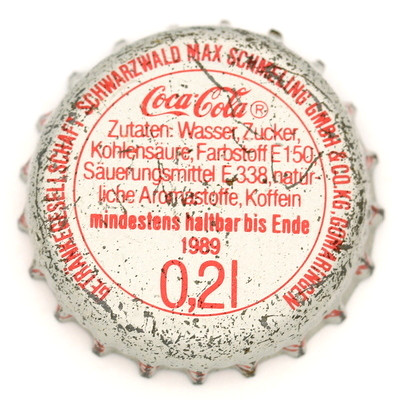 GETRÄNKEGESELLSCHAFT SCHWARZWALD MAX SCHMELING GMBH & CO. KG. GOMARINGEN
Coca-Cola®
Zutaten: Wasser, Zucker,
Kohlensäure, Farbstoff E 150,
Säuerungsmittel E 338, natür-
liche Aromastoffe, Koffein
mindestens haltbar bis Ende
1989
0,2l